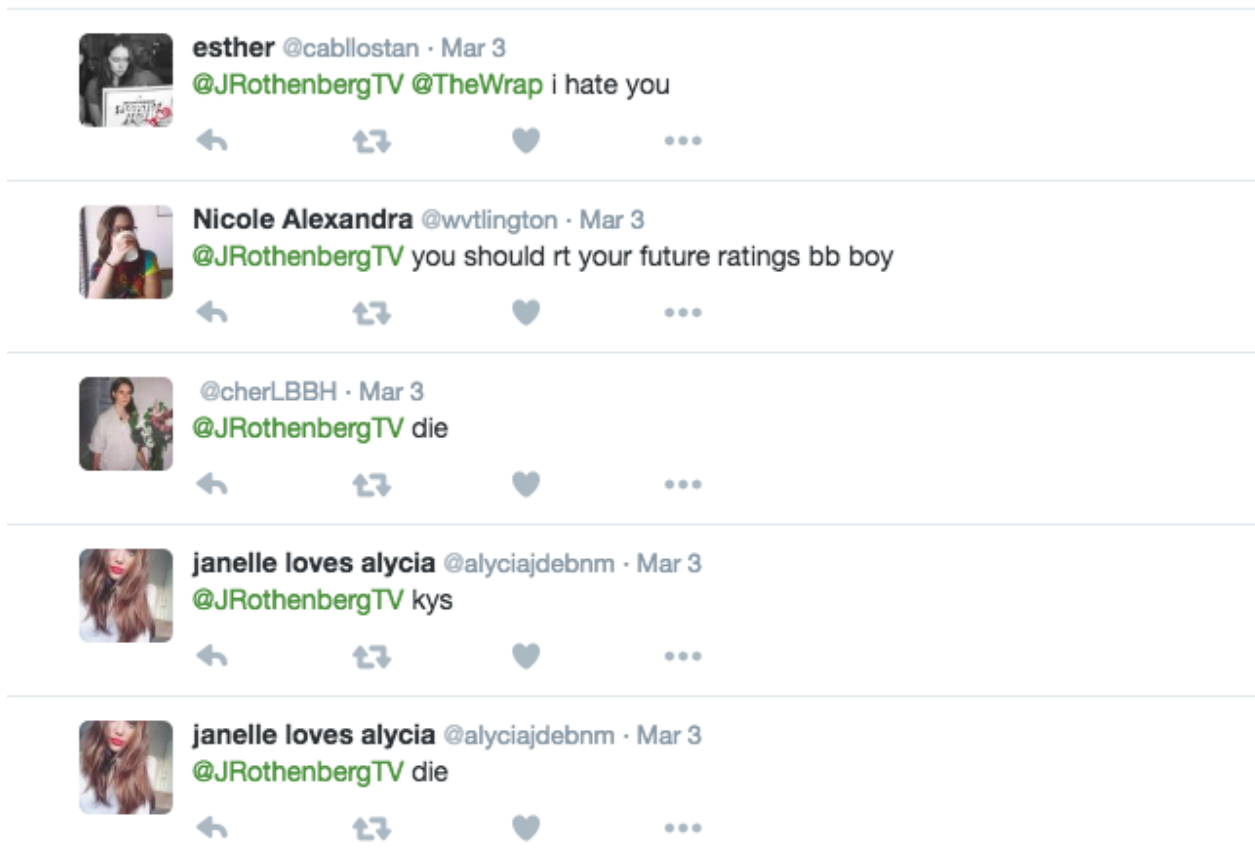 esther @cabllostan · Mar 3
@JRothenbergTV @TheWrap i hate you
Nicole Alexandra @wvtlington · Mar 3
@JRothenbergTV you should rt your future ratings bb boy
@cherLBBH · Mar 3
@JRothenbergTV die
janelle loves alycia @alyciajdebnm · Mar 3
@JRothenbergTV kys
janelle loves alycia @alyciajdebnm · Mar 3
@JRothenbergTV die